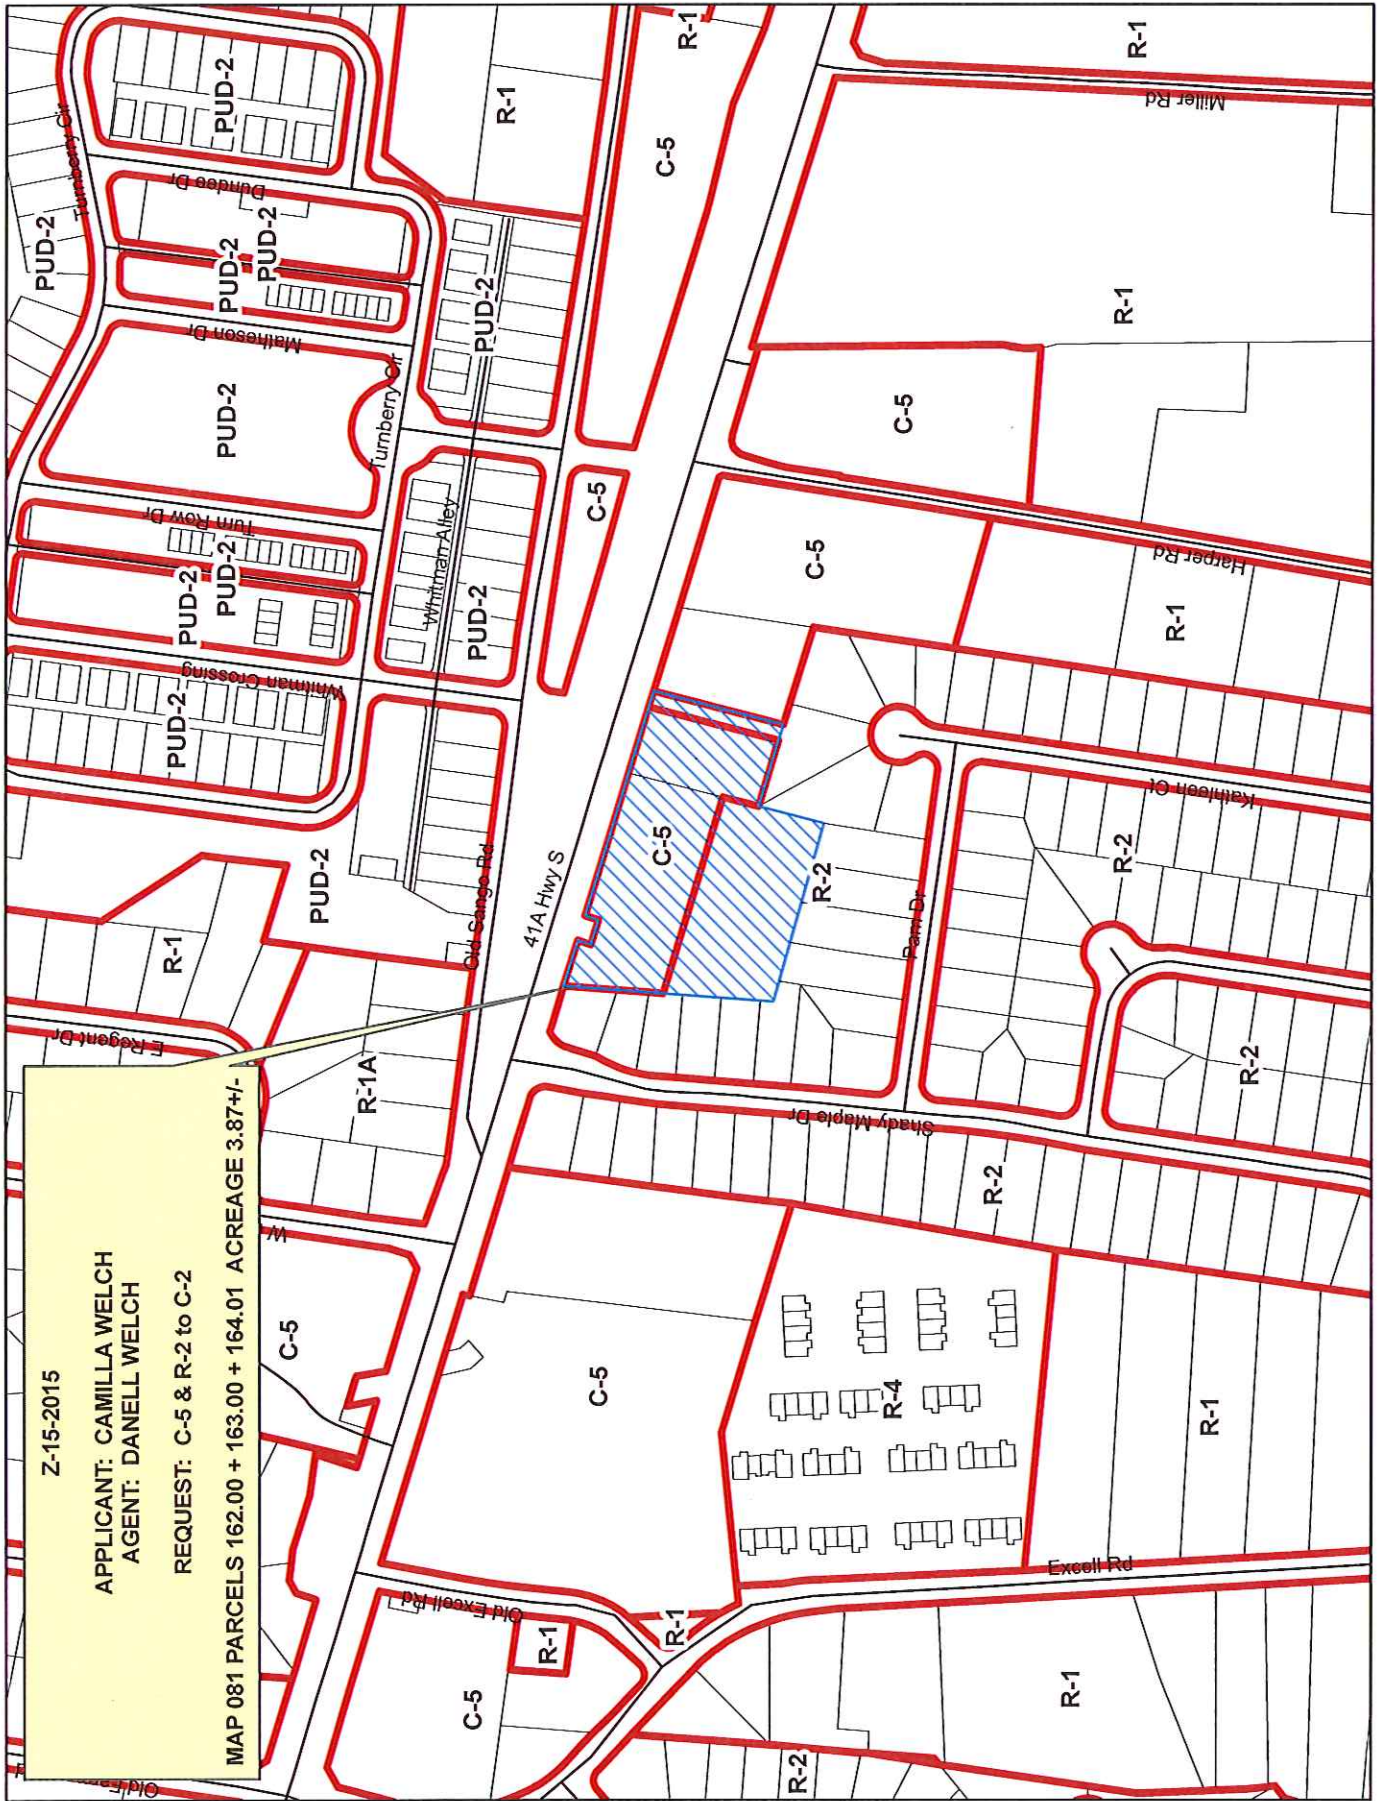 Z-15-2015
APPLICANT: CAMILLA WELCH
AGENT: DANELL WELCH
REQUEST: C-5 & R-2 to C-2
MAP 081 PARCELS 162.00 + 163.00 + 164.01 ACREAGE 3.87+/-
C-5
W
R-1A
E Regent Dr
R-1
PUD-2
PUD-2
Whitman Crossing
PUD-2
PUD-2
Turn Row Dr
PUD-2
Matheson Dr
PUD-2
PUD-2
Dundee Dr
PUD-2
PUD-2
Turnberry Cir
Turnberry Cir
Whitman Alley
PUD-2
PUD-2
R-1
R-1
C-5
C-5
Old Sango Rd
41A Hwy S
C-5
R-2
C-5
C-5
R-1
R-1
Miller Rd
Harper Rd
R-1
Kathleen Ct
R-2
Pam Dr
R-2
Shady Maple Dr
R-2
C-5
R-4
R-1
Excell Rd
Old Excell Rd
R-1
R-1
C-5
R-1
R-2